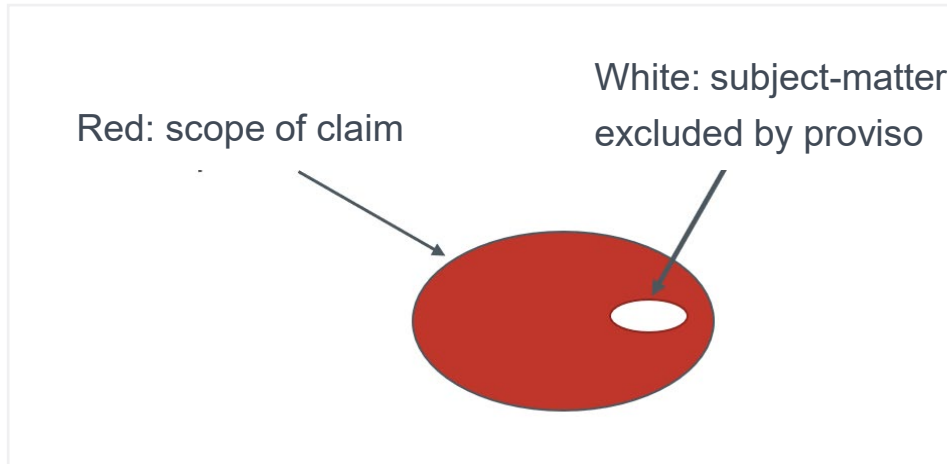 White: subject-matter
excluded by proviso
Red: scope of claim